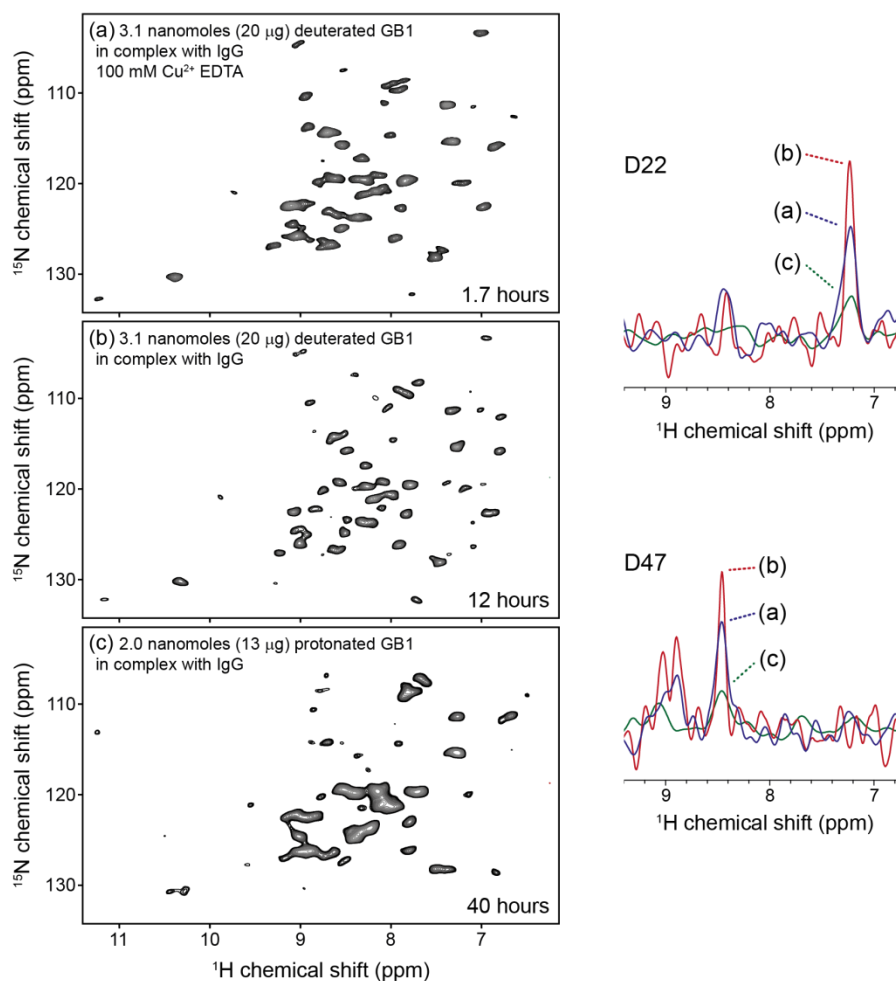 (a) 3.1 nanomoles (20 μg) deuterated GB1
in complex with IgG
100 mM Cu²⁺ EDTA
110
120
130
¹⁵N chemical shift (ppm)
1.7 hours
(b) 3.1 nanomoles (20 μg) deuterated GB1
in complex with IgG
110
120
130
¹⁵N chemical shift (ppm)
12 hours
(c) 2.0 nanomoles (13 μg) protonated GB1
in complex with IgG
110
120
130
¹⁵N chemical shift (ppm)
40 hours
11 10 9 8 7
¹H chemical shift (ppm)
D22
(b)
(a)
(c)
9 8 7
¹H chemical shift (ppm)
D47
(b)
(a)
(c)
9 8 7
¹H chemical shift (ppm)